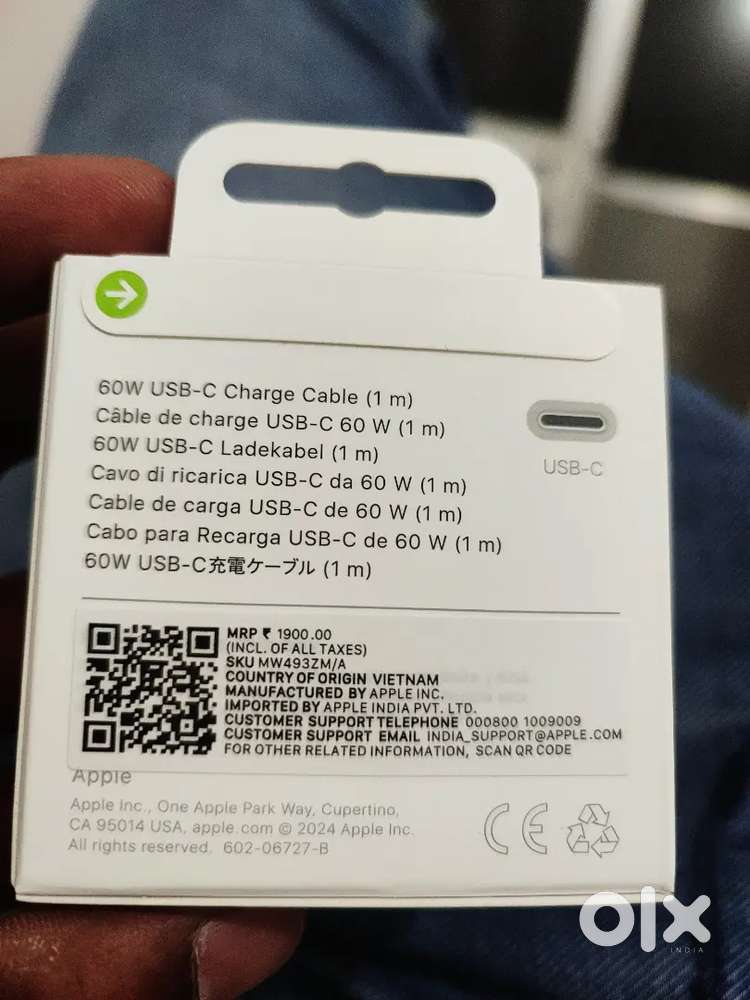 60W USB-C Charge Cable (1 m)
Câble de charge USB-C 60 W (1 m)
60W USB-C Ladekabel (1 m)
Cavo di ricarica USB-C da 60 W (1 m)
Cable de carga USB-C de 60 W (1 m)
Cabo para Recarga USB-C de 60 W (1 m)
60W USB-C充電ケーブル (1 m)
USB-C
MRP ₹ 1900.00
(INCL. OF ALL TAXES)
SKU MW493ZM/A
COUNTRY OF ORIGIN VIETNAM
MANUFACTURED BY APPLE INC.
IMPORTED BY APPLE INDIA PVT. LTD.
CUSTOMER SUPPORT TELEPHONE 000800 1009009
CUSTOMER SUPPORT EMAIL INDIA_SUPPORT@APPLE.COM
FOR OTHER RELATED INFORMATION, SCAN QR CODE
Apple
Apple Inc., One Apple Park Way, Cupertino,
CA 95014 USA, apple.com © 2024 Apple Inc.
All rights reserved. 602-06727-B
CE
olx
INDIA